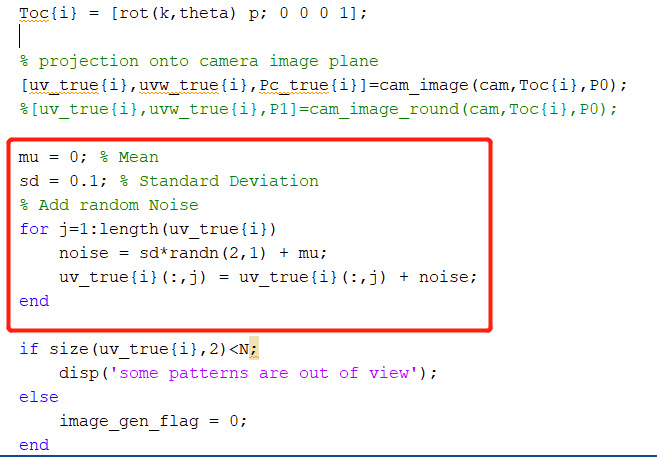 Toc{i} = [rot(k,theta) p; 0 0 0 1];
% projection onto camera image plane
[uv_true{i},uvw_true{i},Pc_true{i}]=cam_image(cam,Toc{i},P0);
%[uv_true{i},uvw_true{i},P1]=cam_image_round(cam,Toc{i},P0);
mu = 0; % Mean
sd = 0.1; % Standard Deviation
% Add random Noise
for j=1:length(uv_true{i})
    noise = sd*randn(2,1) + mu;
    uv_true{i}(:,j) = uv_true{i}(:,j) + noise;
end
if size(uv_true{i},2)<N;
    disp('some patterns are out of view');
else
    image_gen_flag = 0;
end